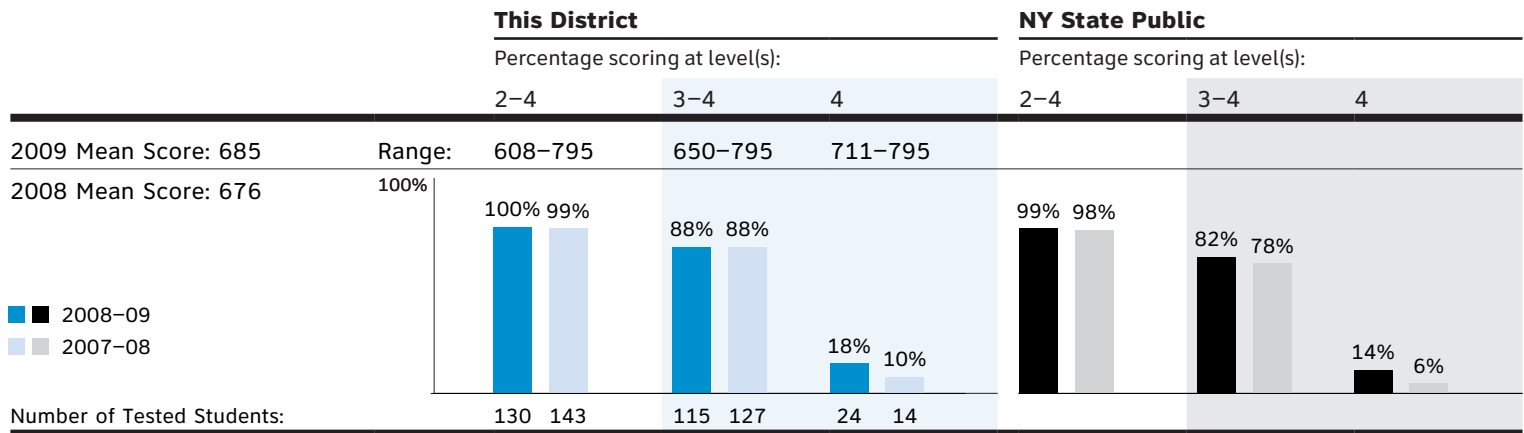 This District NY State Public
Percentage scoring at level(s): Percentage scoring at level(s):
2–4 3–4 4 2–4 3–4 4
2009 Mean Score: 685 Range: 608–795 650–795 711–795
2008 Mean Score: 676 100%
100% 99% 88% 88% 18% 10% 99% 98% 82% 78% 14% 6%
2008–09
2007–08
Number of Tested Students: 130 143 115 127 24 14